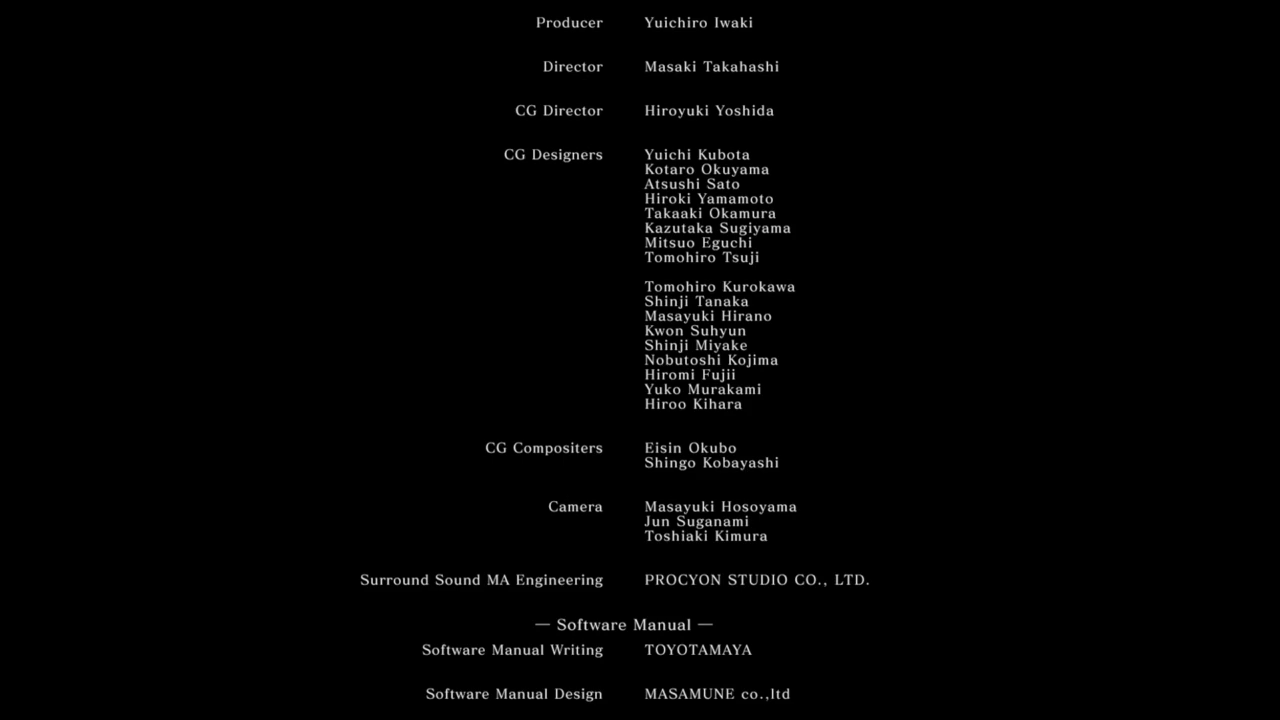 Producer Yuichiro Iwaki
Director Masaki Takahashi
CG Director Hiroyuki Yoshida
CG Designers Yuichi Kubota
Kotaro Okuyama
Atsushi Sato
Hiroki Yamamoto
Takaaki Okamura
Kazutaka Sugiyama
Mitsuo Eguchi
Tomohiro Tsuji
Tomohiro Kurokawa
Shinji Tanaka
Masayuki Hirano
Kwon Suhyun
Shinji Miyake
Nobutoshi Kojima
Hiromi Fujii
Yuko Murakami
Hiroo Kihara
CG Compositers Eisin Okubo
Shingo Kobayashi
Camera Masayuki Hosoyama
Jun Suganami
Toshiaki Kimura
Surround Sound MA Engineering PROCYON STUDIO CO., LTD.
— Software Manual —
Software Manual Writing TOYOTAMAYA
Software Manual Design MASAMUNE co.,ltd